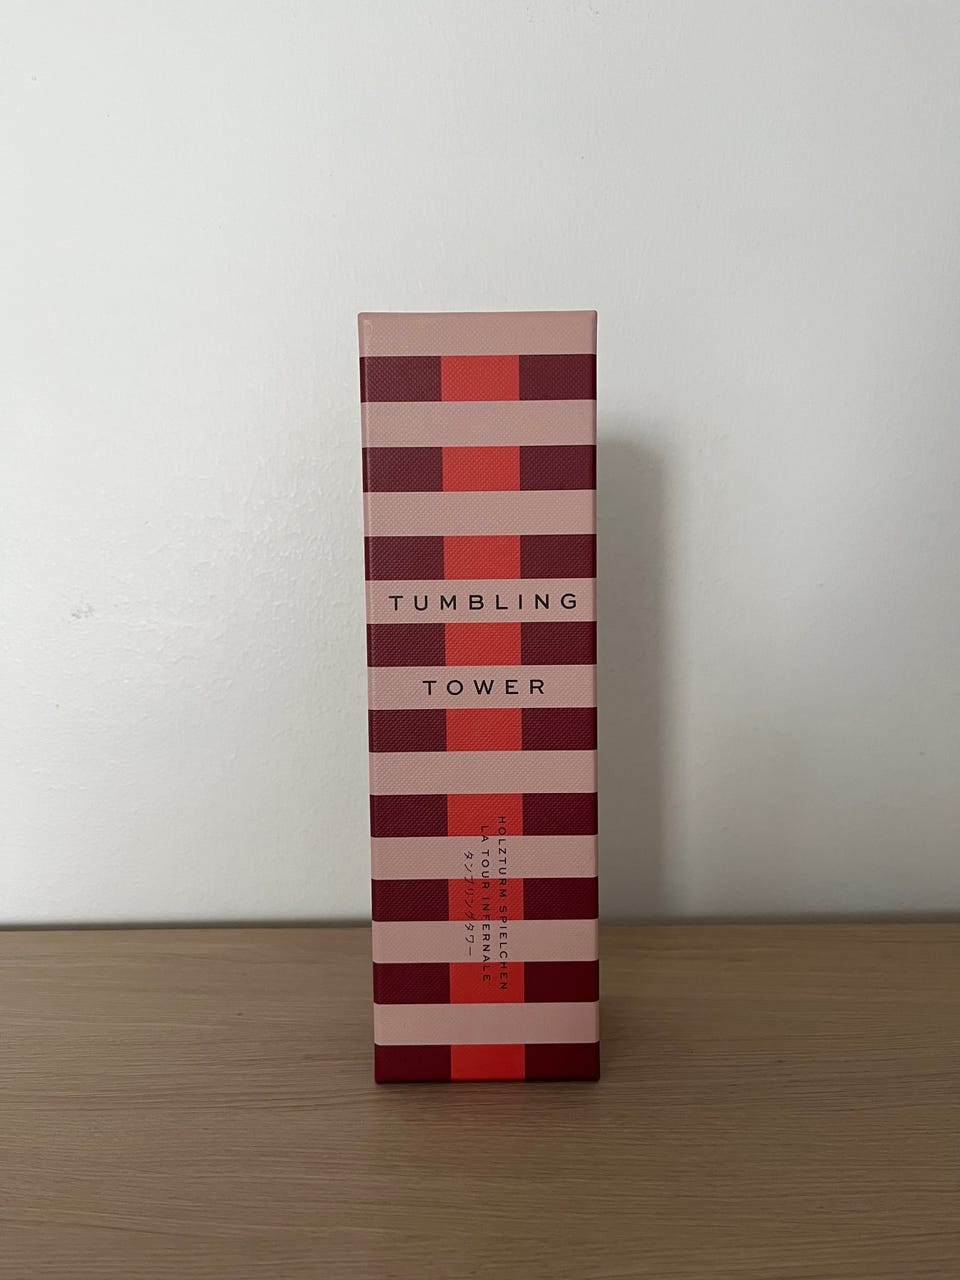 TUMBLING
TOWER
HOLZTURM SPIELCHEN
LA TOUR INFERNALE
タンブリングタワー